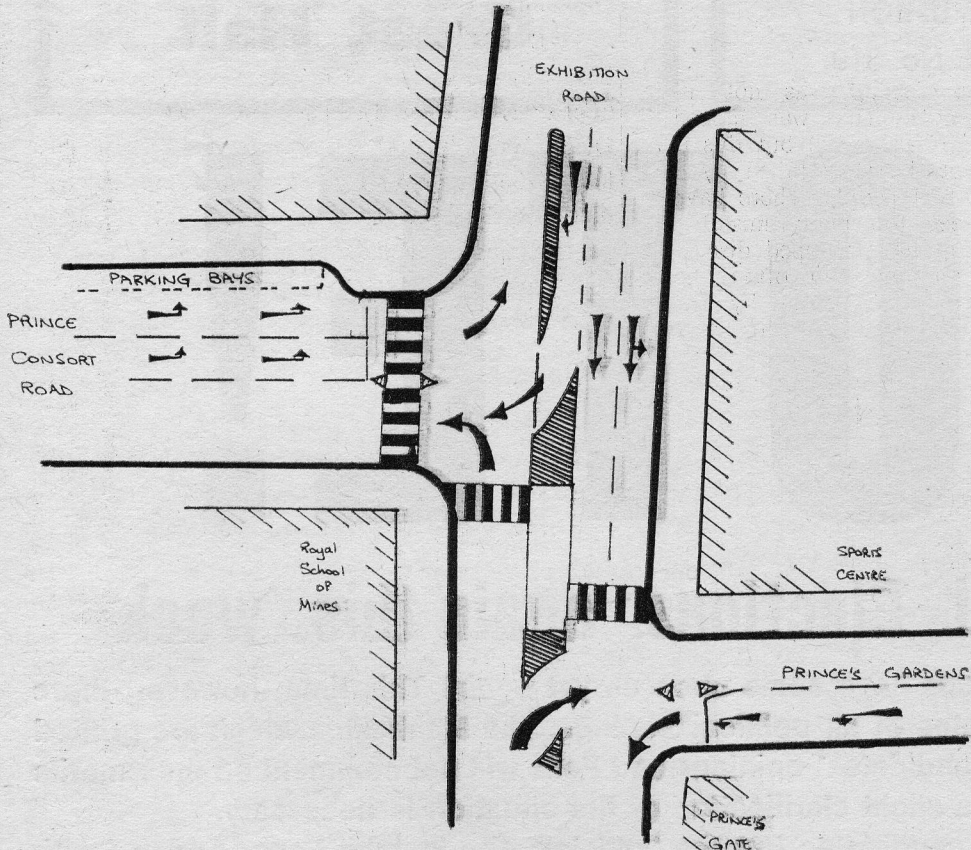 EXHIBITION
ROAD
PARKING BAYS
PRINCE
CONSORT
ROAD
Royal
School
of
Mines
SPORTS
CENTRE
PRINCE'S GARDENS
PRINCE'S
GATE